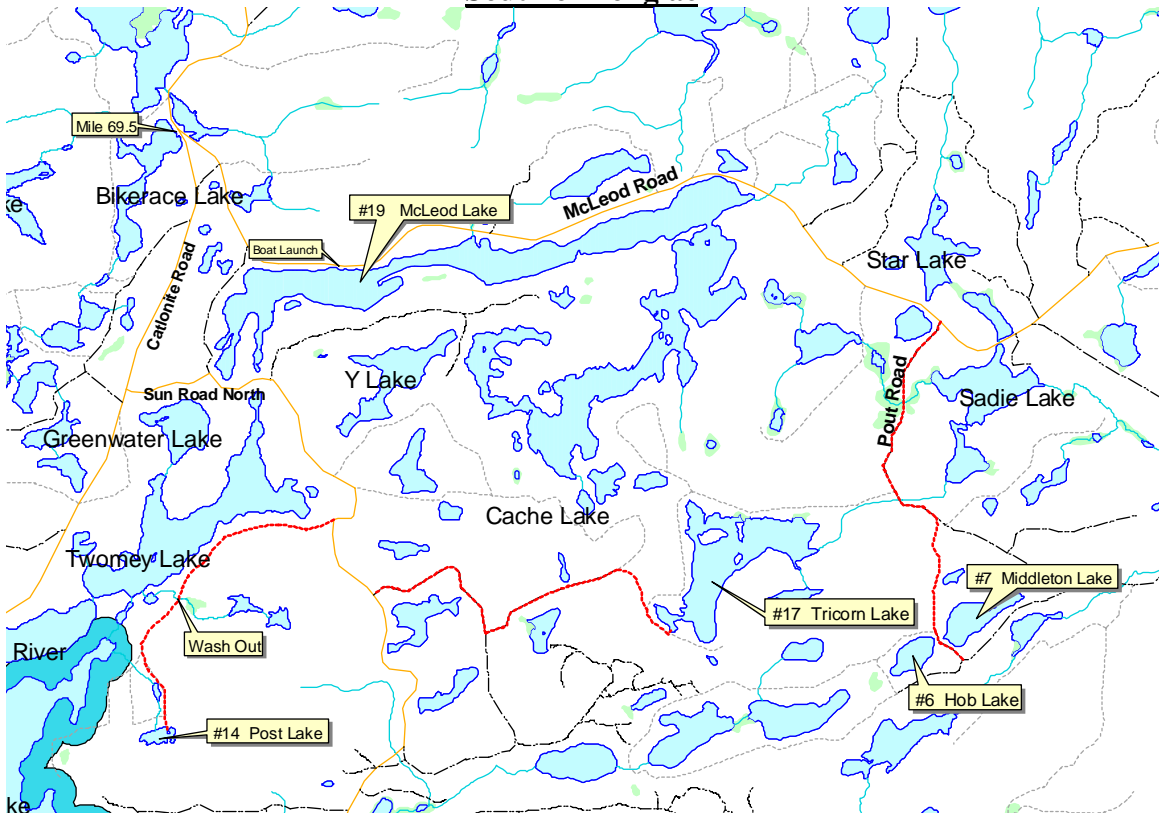 Mile 69.5
Bikerace Lake
#19 McLeod Lake
McLeod Road
Boat Launch
Catlonite Road
Star Lake
Y Lake
Sun Road North
Pout Road
Sadie Lake
Greenwater Lake
Cache Lake
Twomey Lake
#7 Middleton Lake
#17 Tricorn Lake
Wash Out
River
#6 Hob Lake
#14 Post Lake